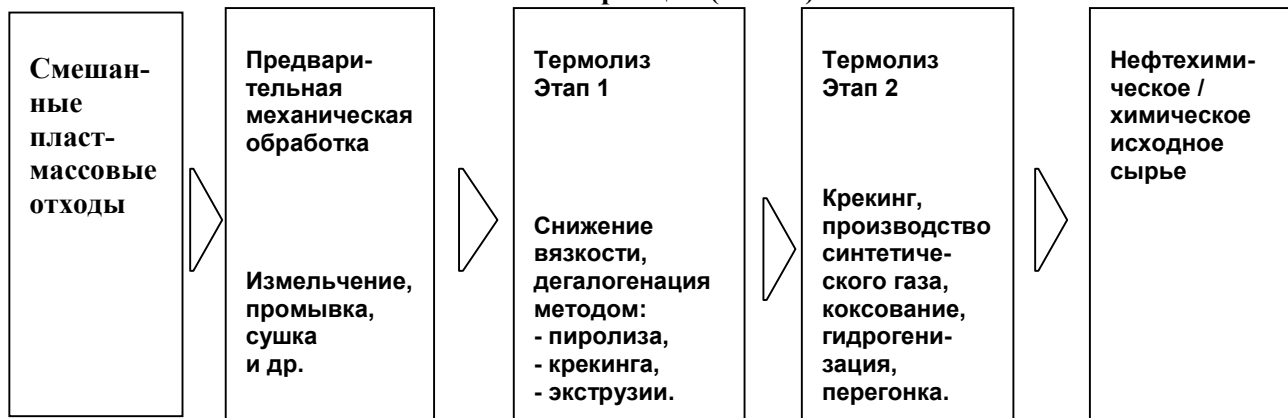 Смешан-
ные
пласт-
массовые
отходы
Предвари-
тельная
механическая
обработка
Измельчение,
промывка,
сушка
и др.
Термолиз
Этап 1
Снижение
вязкости,
дегалогенация
методом:
- пиролиза,
- крекинга,
- экструзии.
Термолиз
Этап 2
Крекинг,
производство
синтетиче-
ского газа,
коксование,
гидрогени-
зация,
перегонка.
Нефтехими-
ческое /
химическое
исходное
сырье